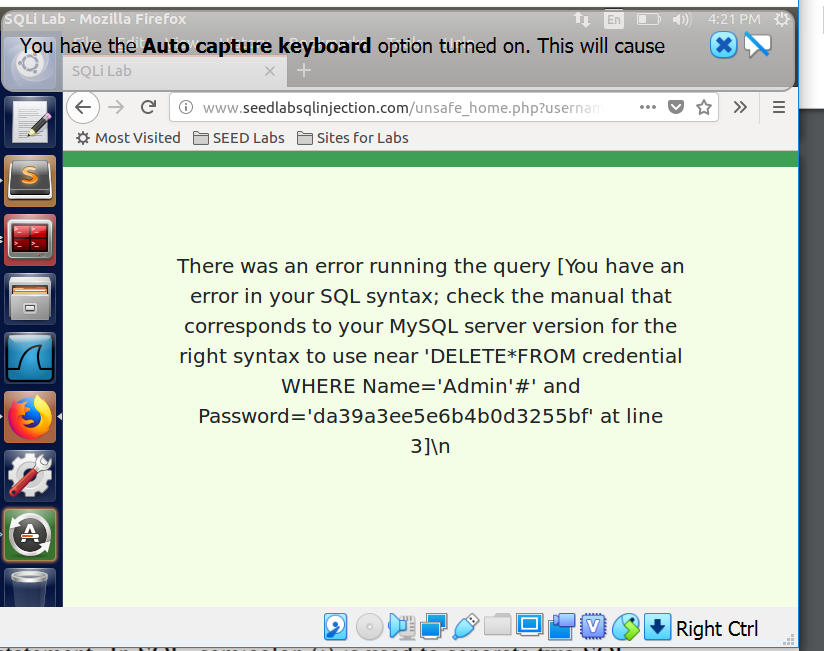 SQLi Lab - Mozilla Firefox
En
4:21 PM
You have the Auto capture keyboard option turned on. This will cause
SQLi Lab
www.seedlabsqlinjection.com/unsafe_home.php?usernam
Most Visited SEED Labs Sites for Labs
There was an error running the query [You have an
error in your SQL syntax; check the manual that
corresponds to your MySQL server version for the
right syntax to use near 'DELETE*FROM credential
WHERE Name='Admin'#' and
Password='da39a3ee5e6b4b0d3255bf' at line
3]\n
Right Ctrl